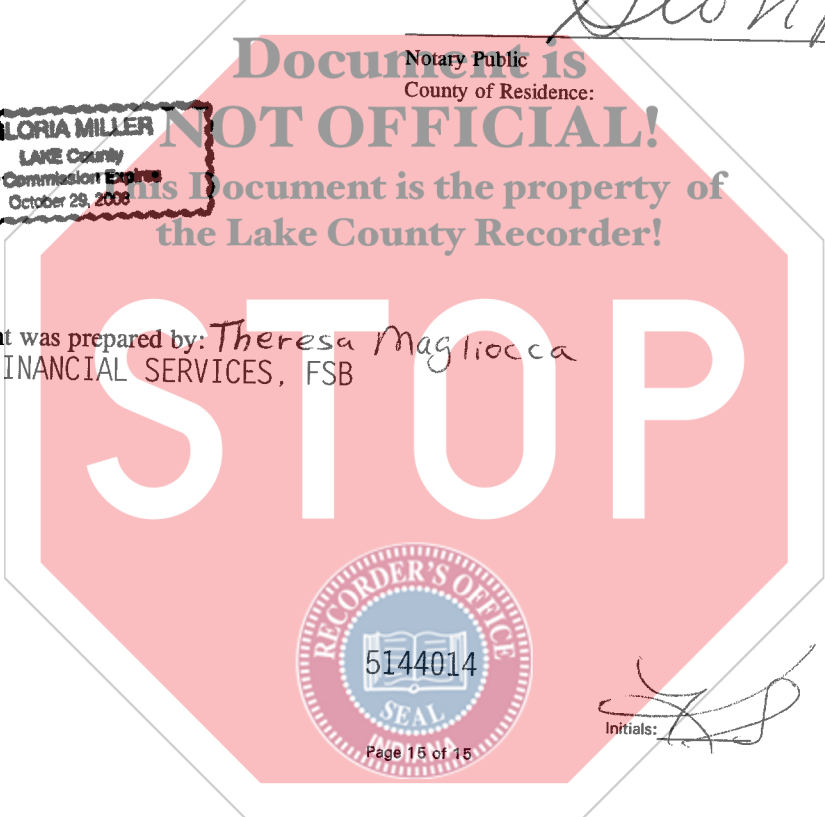 Document is
Notary Public
County of Residence:
NOT OFFICIAL!
LORIA MILLER
LAKE County
Commission Expires
October 29, 2008
This Document is the property of
the Lake County Recorder!
t was prepared by: Theresa Magliocca
INANCIAL SERVICES, FSB
STOP
RECORDER'S OFFICE
5144014
SEAL
INDIANA
Page 15 of 15
Initials: